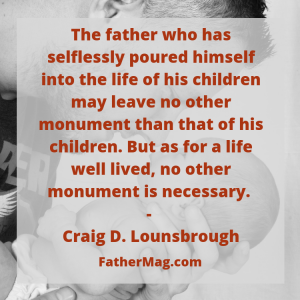 The father who has
selflessly poured himself
into the life of his children
may leave no other
monument than that of his
children. But as for a life
well lived, no other
monument is necessary.
-
Craig D. Lounsbrough
FatherMag.com